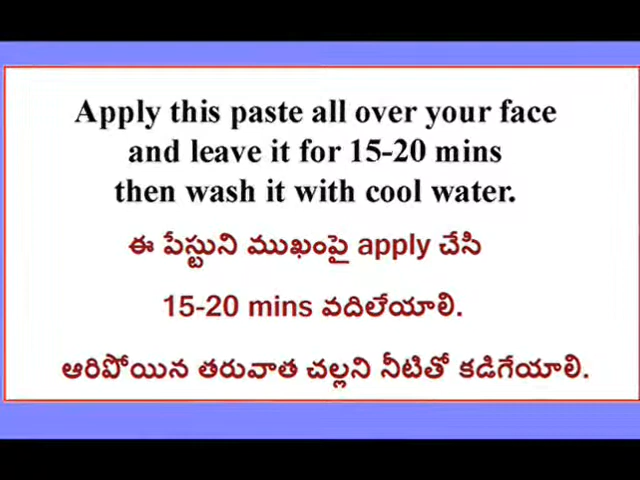 Apply this paste all over your face
and leave it for 15-20 mins
then wash it with cool water.
ఈ పేస్టుని ముఖంపై apply చేసి
15-20 mins వదిలేయాలి.
ఆరిపోయిన తరువాత చల్లని నీటితో కడిగేయాలి.